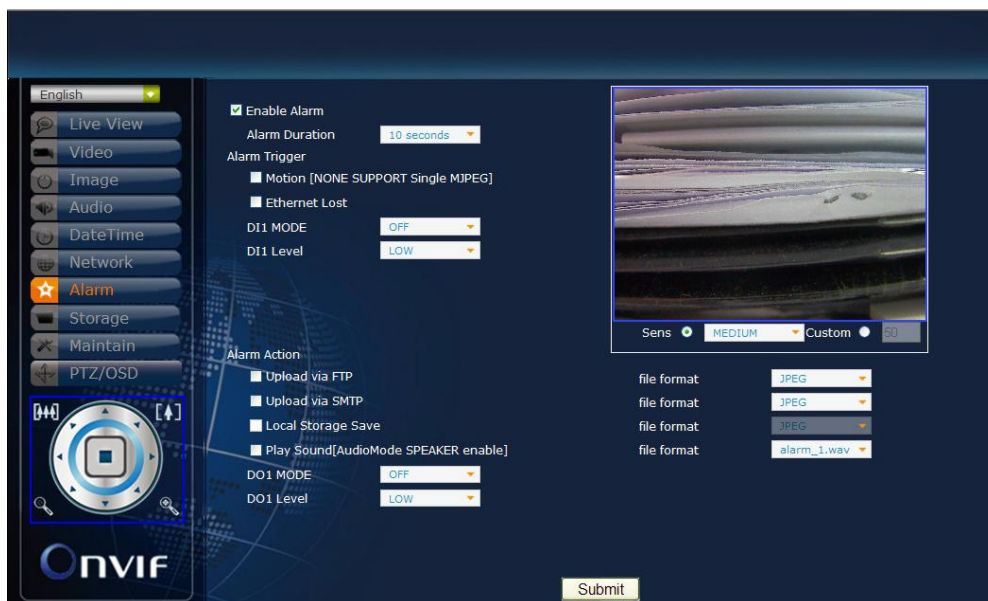 English
Live View
Video
Image
Audio
DateTime
Network
Alarm
Storage
Maintain
PTZ/OSD
ONVIF
Enable Alarm
Alarm Duration 10 seconds
Alarm Trigger
Motion [NONE SUPPORT Single MJPEG]
Ethernet Lost
DI1 MODE OFF
DI1 Level LOW
Sens MEDIUM Custom 50
Alarm Action
Upload via FTP file format JPEG
Upload via SMTP file format JPEG
Local Storage Save file format JPEG
Play Sound[AudioMode SPEAKER enable] file format alarm_1.wav
DO1 MODE OFF
DO1 Level LOW
Submit